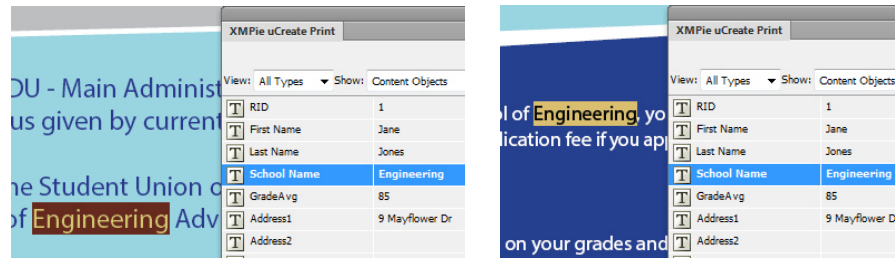 DU - Main Administ
us given by current
ne Student Union o
of Engineering Adv
XMPie uCreate Print
View: All Types Show: Content Objects
T RID 1
T First Name Jane
T Last Name Jones
T School Name Engineering
T GradeAvg 85
T Address1 9 Mayflower Dr
T Address2
l of Engineering, yo
lication fee if you app
on your grades and
XMPie uCreate Print
View: All Types Show: Content Objects
T RID 1
T First Name Jane
T Last Name Jones
T School Name Engineering
T GradeAvg 85
T Address1 9 Mayflower D
T Address2